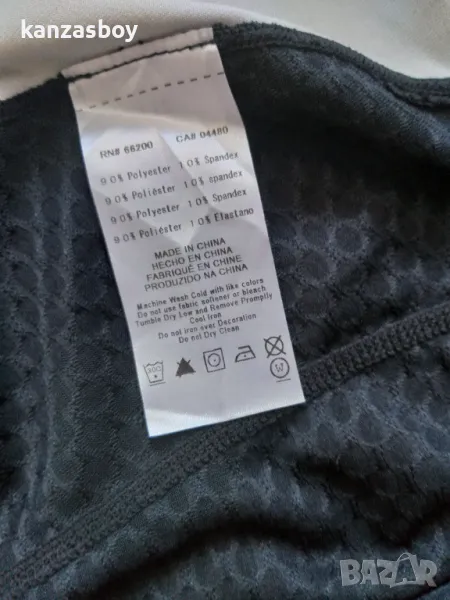 kanzasboy
RN# 66200 CA# 04480
90% Polyester 10% Spandex
90% Poliéster 10% spandex
90% Polyester 10% Spandex
90% Poliéster 10% Elastano
MADE IN CHINA
HECHO EN CHINA
FABRIQUÉ EN CHINE
PRODUZIDO NA CHINA
Machine Wash Cold with like colors
Do not use fabric softener or bleach
Tumble Dry Low and Remove Promptly
Cool Iron
Do not iron over Decoration
Do not Dry Clean
W
BAZAR